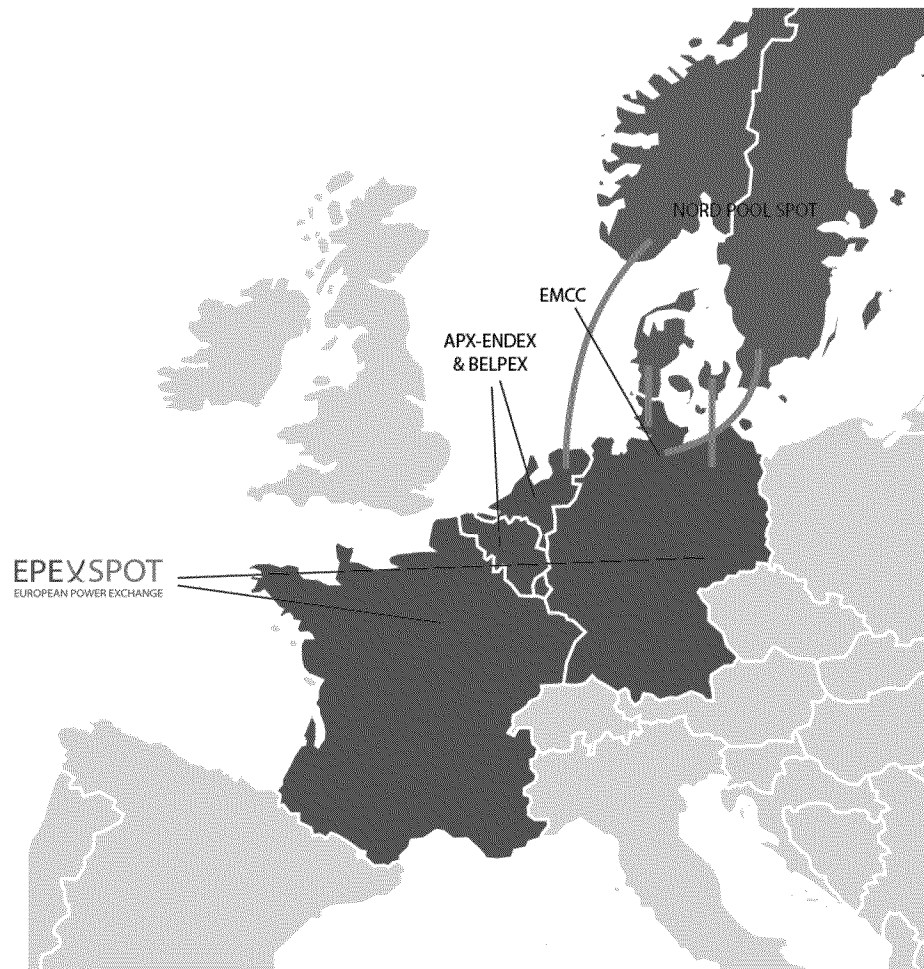 NORD POOL SPOT
EMCC
APX-ENDEX
& BELPEX
EPEXSPOT
EUROPEAN POWER EXCHANGE